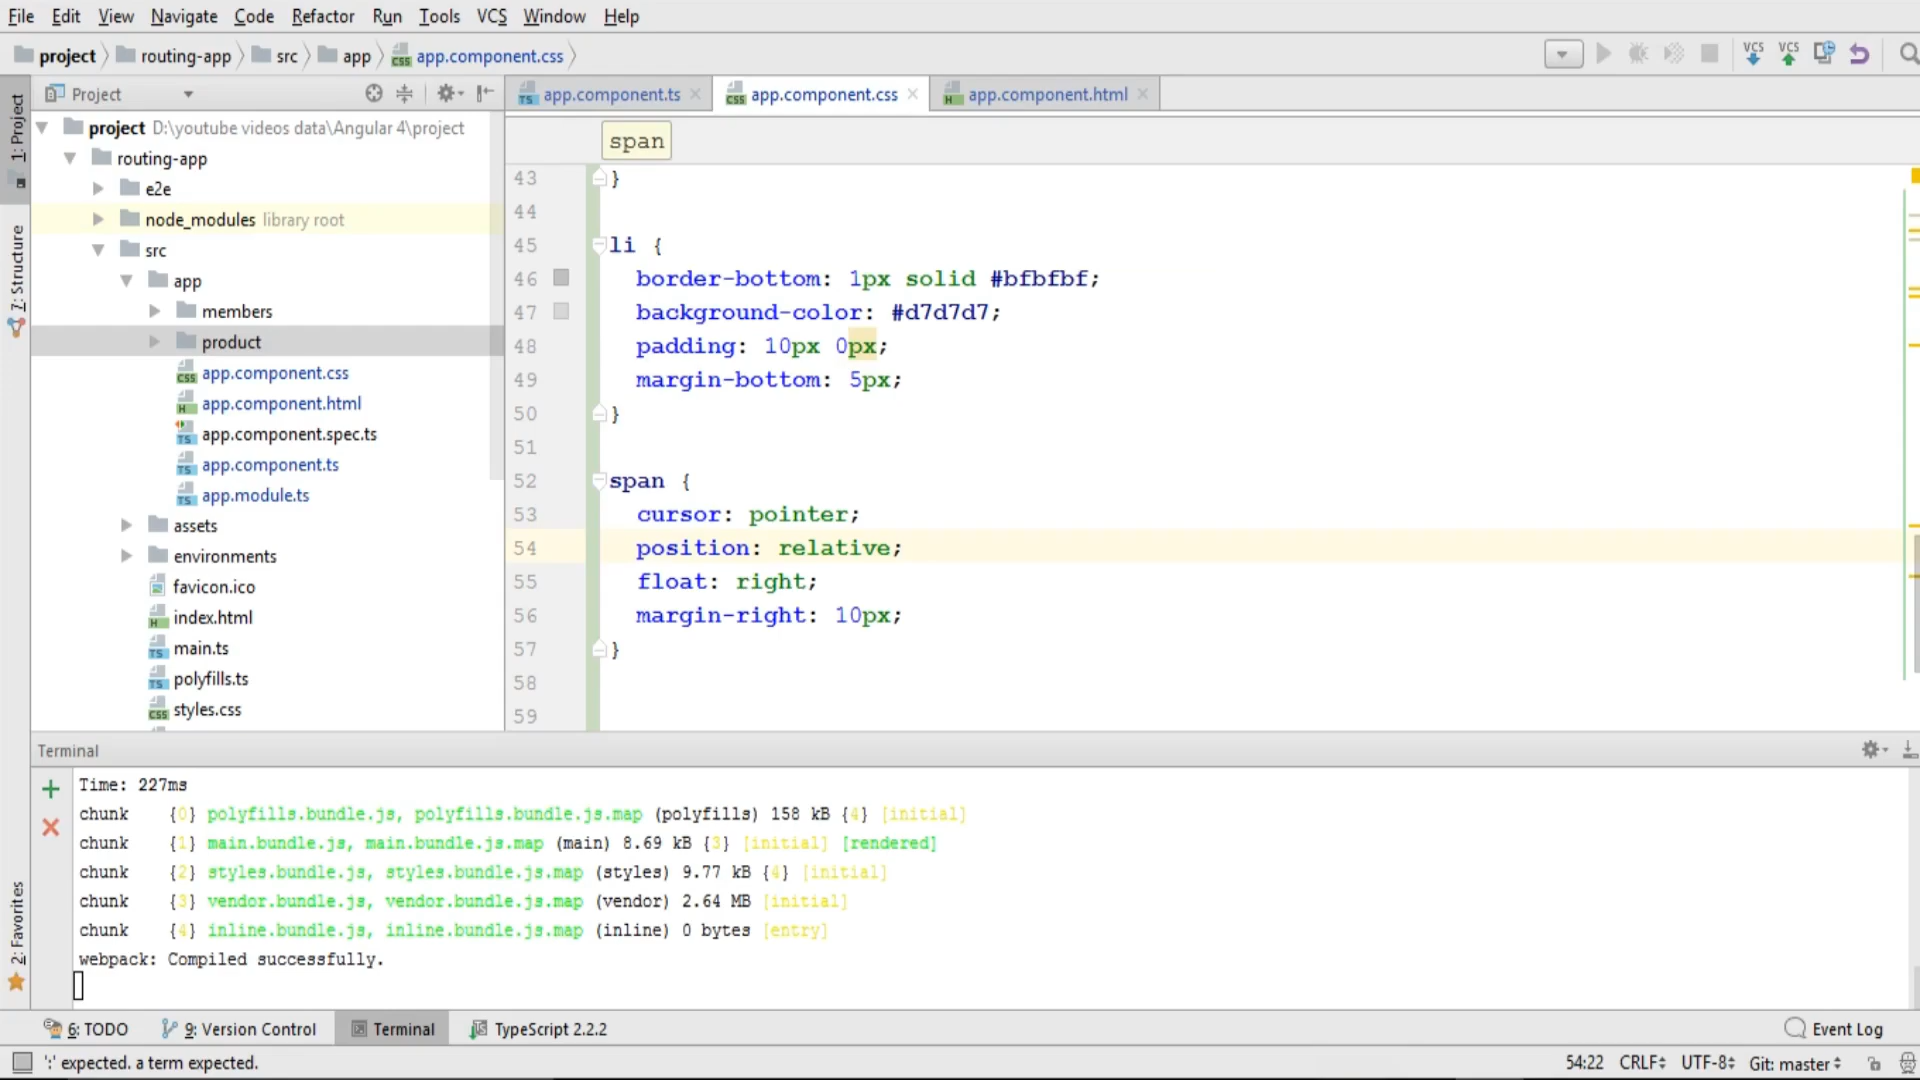 File Edit View Navigate Code Refactor Run Tools VCS Window Help
project routing-app src app app.component.css
VCS VCS
Project
app.component.ts app.component.css app.component.html
1: Project
7: Structure
2: Favorites
project D:\youtube videos data\Angular 4\project
routing-app
e2e
node_modules library root
src
app
members
product
app.component.css
app.component.html
app.component.spec.ts
app.component.ts
app.module.ts
assets
environments
favicon.ico
index.html
main.ts
polyfills.ts
styles.css
span
43 }
44
45 li {
46 border-bottom: 1px solid #bfbfbf;
47 background-color: #d7d7d7;
48 padding: 10px 0px;
49 margin-bottom: 5px;
50 }
51
52 span {
53 cursor: pointer;
54 position: relative;
55 float: right;
56 margin-right: 10px;
57 }
58
59
Terminal
Time: 227ms
chunk {0} polyfills.bundle.js, polyfills.bundle.js.map (polyfills) 158 kB {4} [initial]
chunk {1} main.bundle.js, main.bundle.js.map (main) 8.69 kB {3} [initial] [rendered]
chunk {2} styles.bundle.js, styles.bundle.js.map (styles) 9.77 kB {4} [initial]
chunk {3} vendor.bundle.js, vendor.bundle.js.map (vendor) 2.64 MB [initial]
chunk {4} inline.bundle.js, inline.bundle.js.map (inline) 0 bytes [entry]
webpack: Compiled successfully.
6: TODO 9: Version Control Terminal TypeScript 2.2.2 Event Log
':' expected. a term expected. 54:22 CRLF UTF-8 Git: master